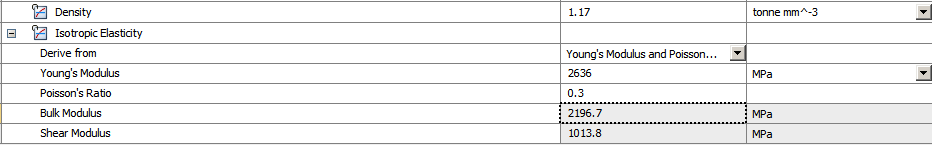 Density 1.17 tonne mm^-3
Isotropic Elasticity
Derive from Young's Modulus and Poisson...
Young's Modulus 2636 MPa
Poisson's Ratio 0.3
Bulk Modulus 2196.7 MPa
Shear Modulus 1013.8 MPa